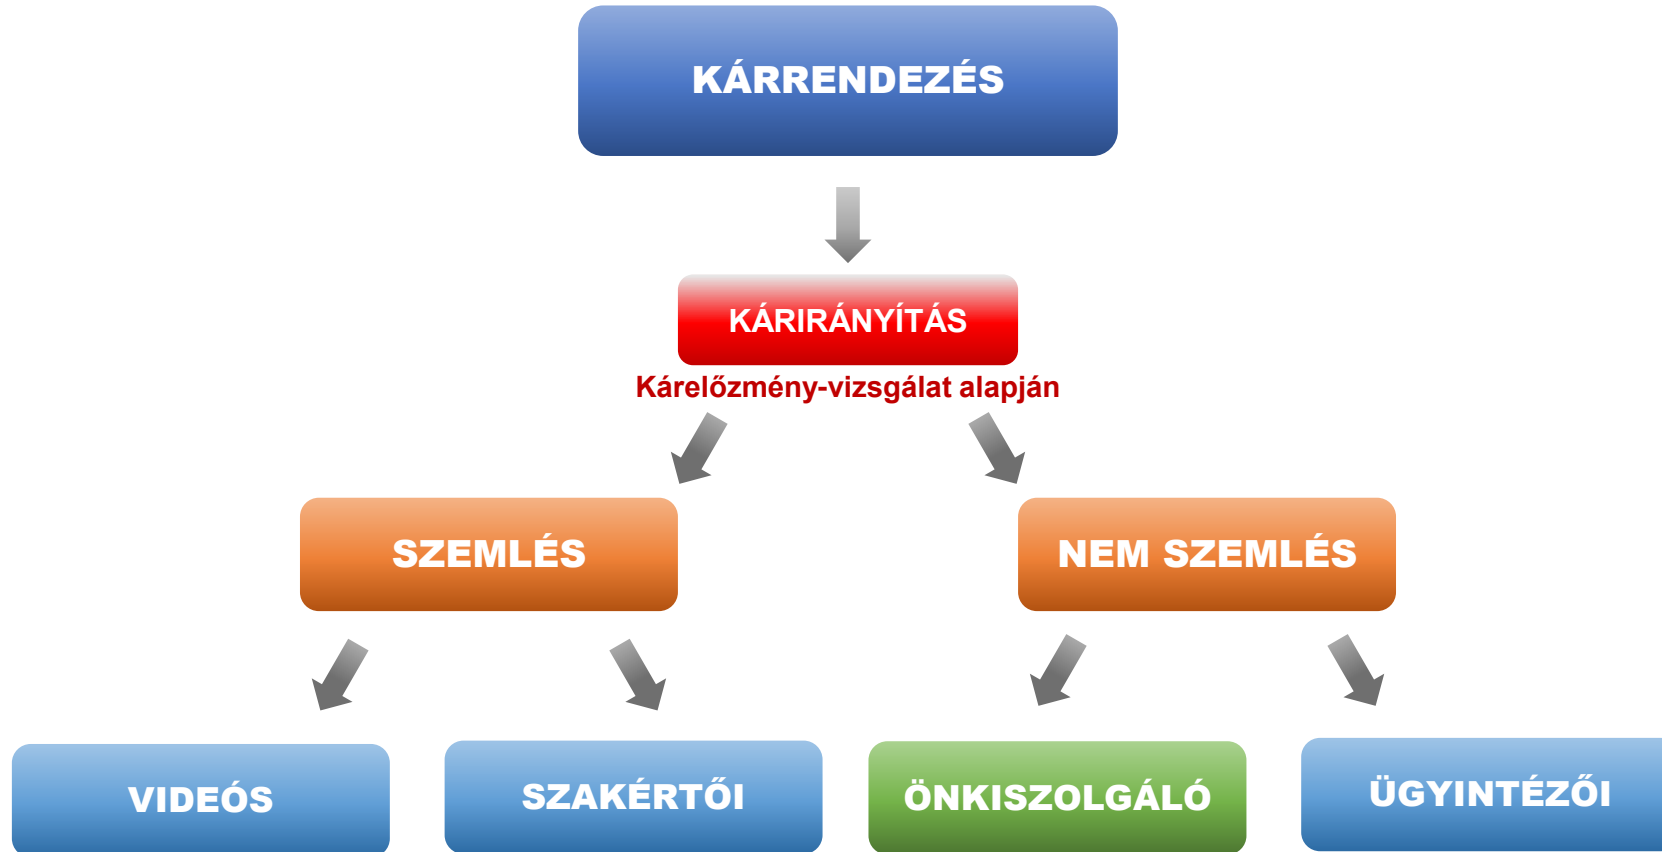 KÁRRENDEZÉS
KÁRIRÁNYÍTÁS
Kárelőzmény-vizsgálat alapján
SZEMLÉS
NEM SZEMLÉS
VIDEÓS
SZAKÉRTŐI
ÖNKISZOLGÁLÓ
ÜGYINTÉZŐI